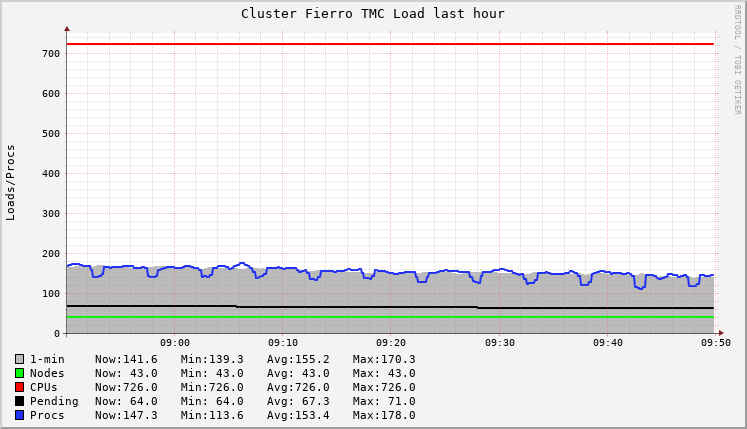 Cluster Fierro TMC Load last hour
RRDTOOL / TOBI OETIKER
Loads/Procs
700
600
500
400
300
200
100
0
09:00 09:10 09:20 09:30 09:40 09:50
1-min Now:141.6 Min:139.3 Avg:155.2 Max:170.3
Nodes Now: 43.0 Min: 43.0 Avg: 43.0 Max: 43.0
CPUs Now:726.0 Min:726.0 Avg:726.0 Max:726.0
Pending Now: 64.0 Min: 64.0 Avg: 67.3 Max: 71.0
Procs Now:147.3 Min:113.6 Avg:153.4 Max:178.0